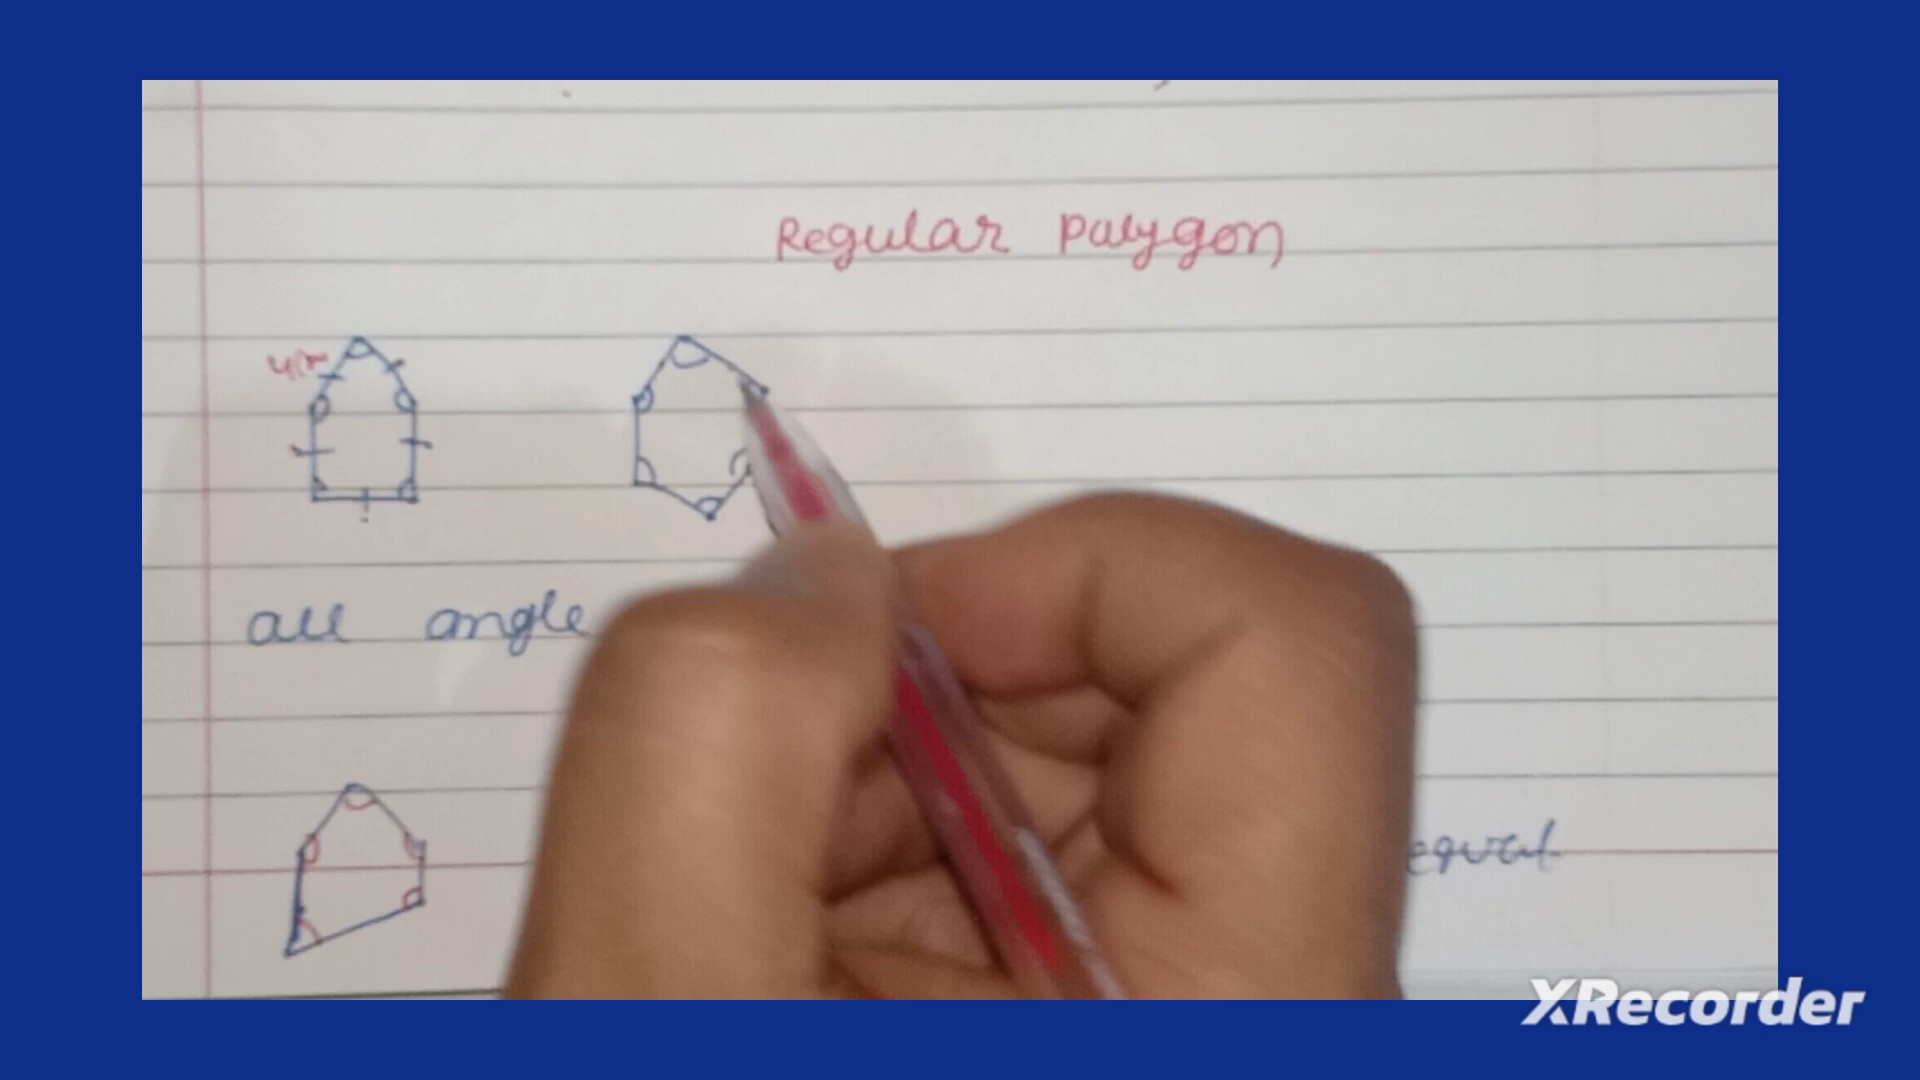 Regular Polygon
4cm
all angle
equal
XRecorder